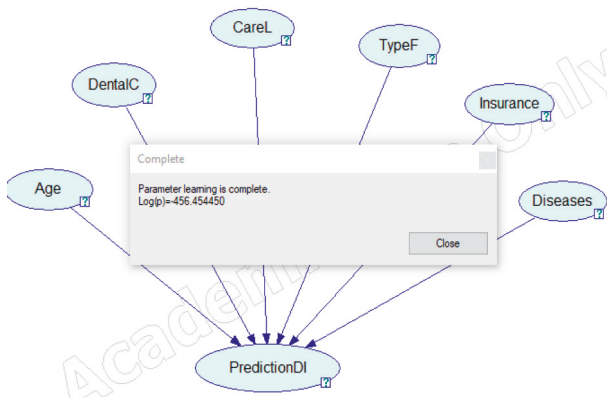 CareL
?
TypeF
?
DentalC
?
Insurance
?
Complete
x
Parameter learning is complete.
Log(p)=-456.454450
Close
Age
?
Diseases
?
PredictionDI
?